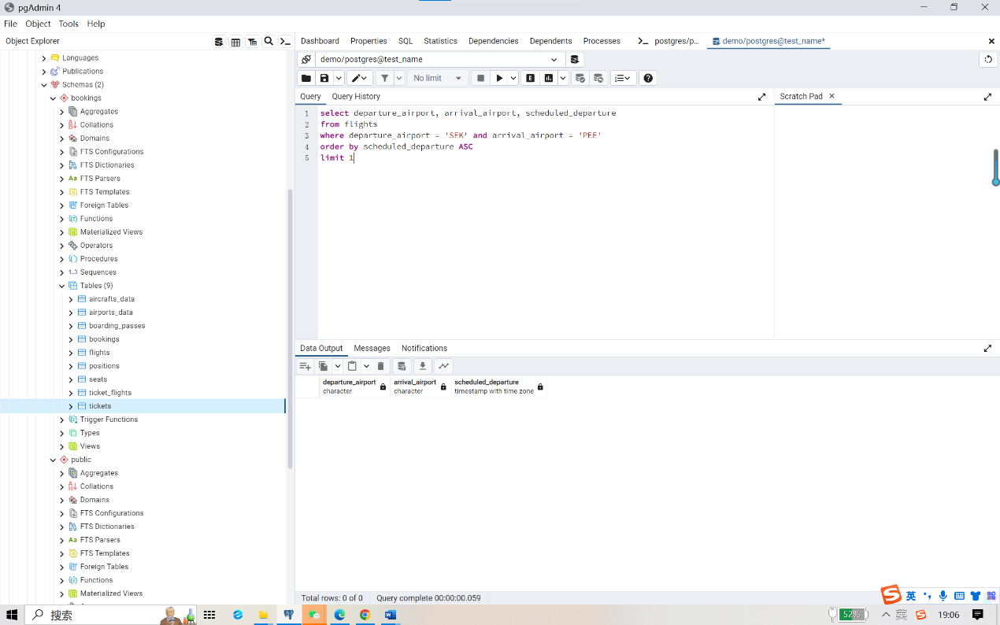 pgAdmin 4
File Object Tools Help
Object Explorer
Dashboard Properties SQL Statistics Dependencies Dependents Processes postgres/p... demo/postgres@test_name*
demo/postgres@test_name
No limit
Query Query History
Scratch Pad
1 select departure_airport, arrival_airport, scheduled_departure
2 from flights
3 where departure_airport = 'SEK' and arrival_airport = 'PEE'
4 order by scheduled_departure ASC
5 limit 1
Languages
Publications
Schemas (2)
bookings
Aggregates
Collations
Domains
FTS Configurations
FTS Dictionaries
Aa FTS Parsers
FTS Templates
Foreign Tables
Functions
Materialized Views
Operators
Procedures
1..3 Sequences
Tables (9)
aircrafts_data
airports_data
boarding_passes
bookings
flights
positions
seats
ticket_flights
tickets
Trigger Functions
Types
Views
public
Aggregates
Collations
Domains
FTS Configurations
FTS Dictionaries
Aa FTS Parsers
FTS Templates
Foreign Tables
Functions
Materialized Views
Data Output Messages Notifications
departure_airport arrival_airport scheduled_departure
character character timestamp with time zone
Total rows: 0 of 0 Query complete 00:00:00.059
英
搜索
52% 英 19:06